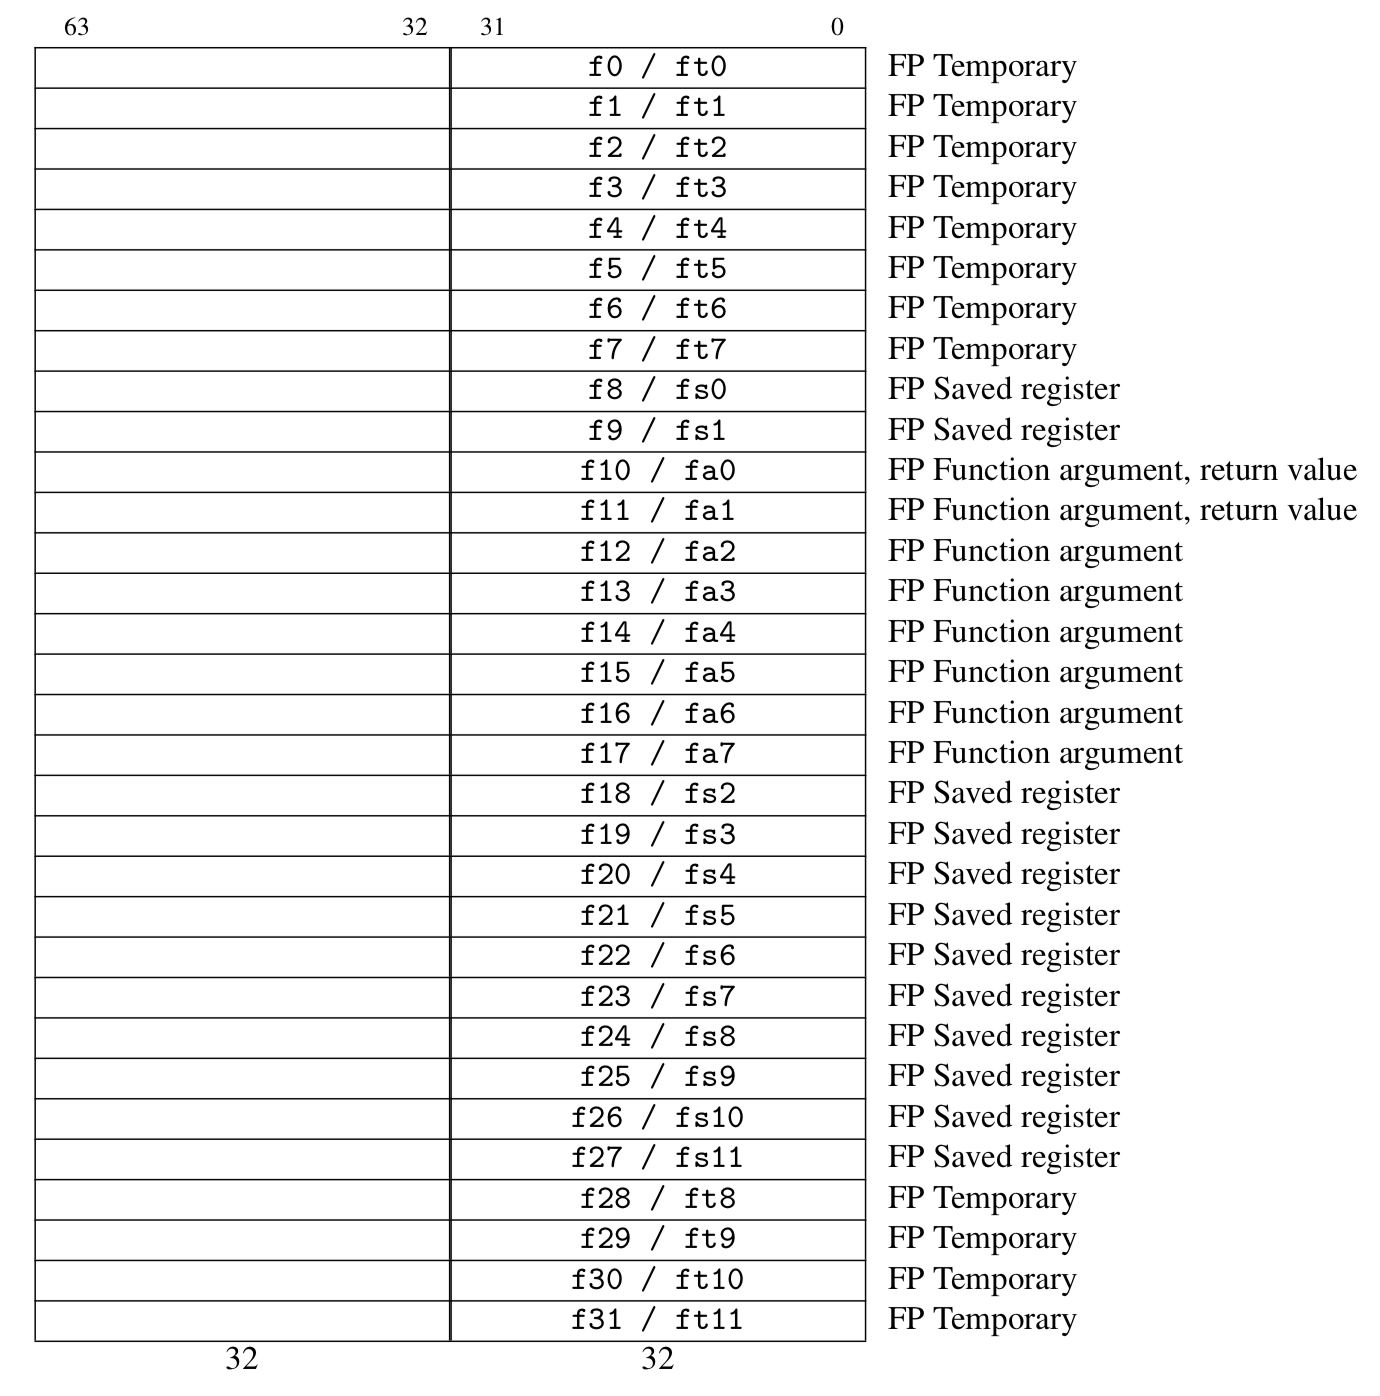 63 32 31 0
f0 / ft0 FP Temporary
f1 / ft1 FP Temporary
f2 / ft2 FP Temporary
f3 / ft3 FP Temporary
f4 / ft4 FP Temporary
f5 / ft5 FP Temporary
f6 / ft6 FP Temporary
f7 / ft7 FP Temporary
f8 / fs0 FP Saved register
f9 / fs1 FP Saved register
f10 / fa0 FP Function argument, return value
f11 / fa1 FP Function argument, return value
f12 / fa2 FP Function argument
f13 / fa3 FP Function argument
f14 / fa4 FP Function argument
f15 / fa5 FP Function argument
f16 / fa6 FP Function argument
f17 / fa7 FP Function argument
f18 / fs2 FP Saved register
f19 / fs3 FP Saved register
f20 / fs4 FP Saved register
f21 / fs5 FP Saved register
f22 / fs6 FP Saved register
f23 / fs7 FP Saved register
f24 / fs8 FP Saved register
f25 / fs9 FP Saved register
f26 / fs10 FP Saved register
f27 / fs11 FP Saved register
f28 / ft8 FP Temporary
f29 / ft9 FP Temporary
f30 / ft10 FP Temporary
f31 / ft11 FP Temporary
32 32